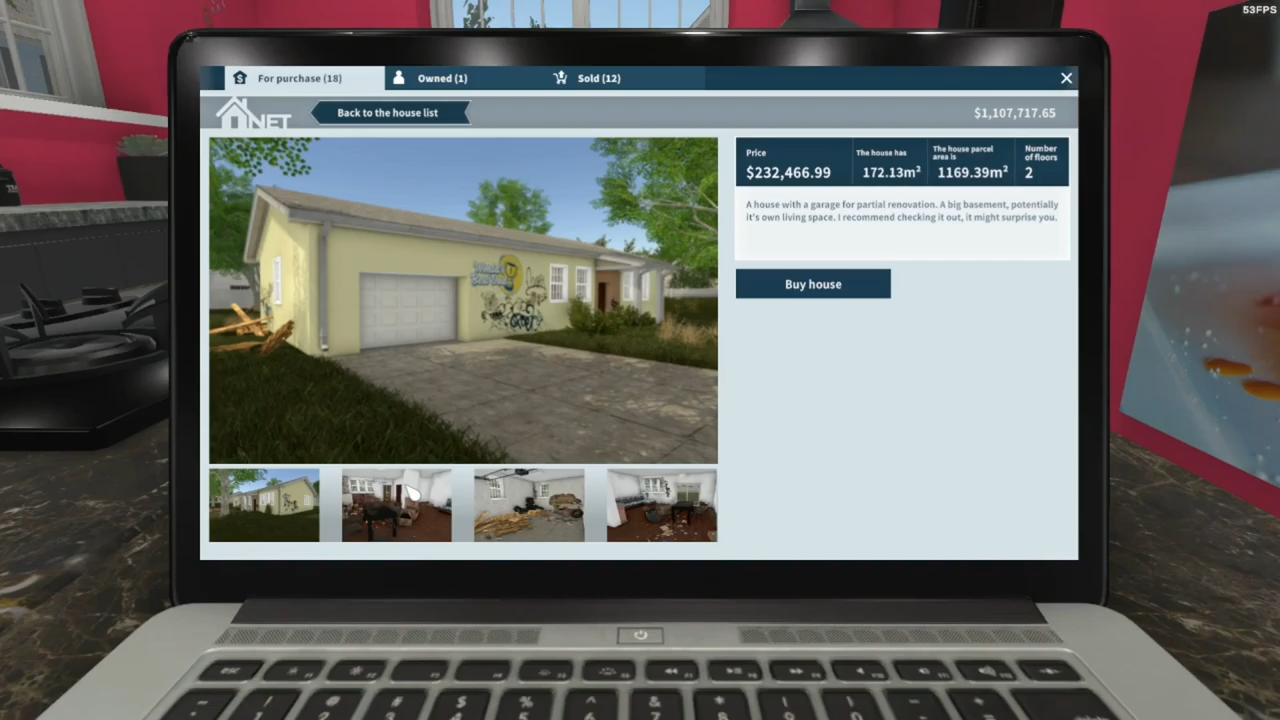 53FPS
For purchase (18)
Owned (1)
Sold (12)
NET
Back to the house list
$1,107,717.65
Price
$232,466.99
The house has
172.13m²
The house parcel
area is
1169.39m²
Number
of floors
2
A house with a garage for partial renovation. A big basement, potentially
it's own living space. I recommend checking it out, it might surprise you.
Buy house
esc